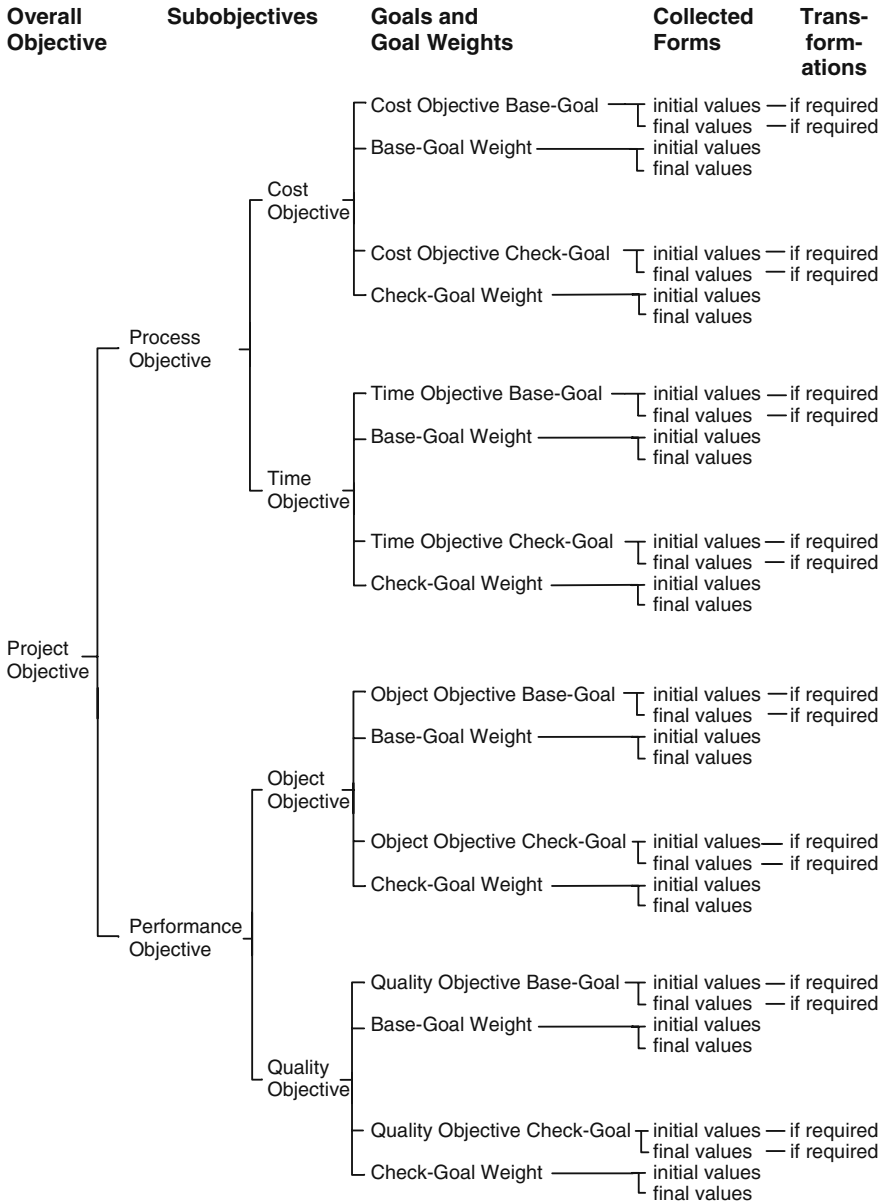 Overall Subobjectives Goals and Collected Trans-
Objective Goal Weights Forms form-
ations
Cost Objective Base-Goal initial values if required
final values if required
Base-Goal Weight initial values
final values
Cost
Objective
Cost Objective Check-Goal initial values if required
final values if required
Check-Goal Weight initial values
final values
Process
Objective
Time Objective Base-Goal initial values if required
final values if required
Base-Goal Weight initial values
final values
Time
Objective
Time Objective Check-Goal initial values if required
final values if required
Check-Goal Weight initial values
final values
Project
Objective
Object Objective Base-Goal initial values if required
final values if required
Base-Goal Weight initial values
final values
Object
Objective
Object Objective Check-Goal initial values if required
final values if required
Check-Goal Weight initial values
final values
Performance
Objective
Quality Objective Base-Goal initial values if required
final values if required
Base-Goal Weight initial values
final values
Quality
Objective
Quality Objective Check-Goal initial values if required
final values if required
Check-Goal Weight initial values
final values